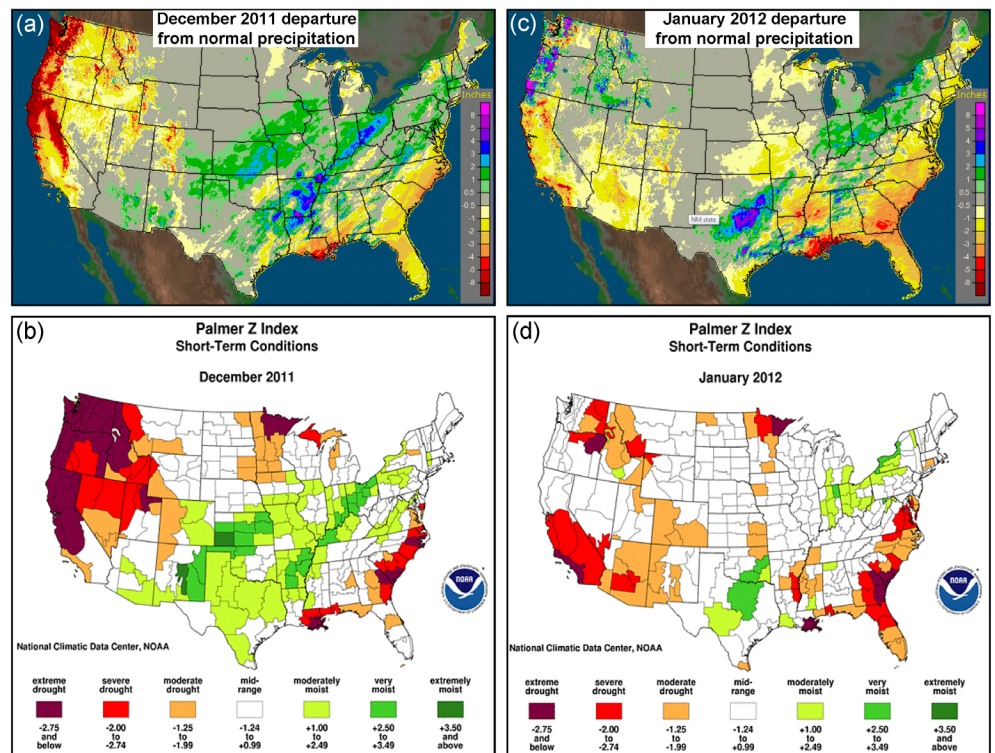 (a)
December 2011 departure
from normal precipitation
Inches
8
5
4
3
2
1
0.5
-0.5
-1
-2
-3
-4
-5
-8
(c)
January 2012 departure
from normal precipitation
NM state
Inches
8
5
4
3
2
1
0.5
-0.5
-1
-2
-3
-4
-5
-8
(b)
Palmer Z Index
Short-Term Conditions
December 2011
NOAA
National Climatic Data Center, NOAA
extreme drought
severe drought
moderate drought
mid-range
moderately moist
very moist
extremely moist
-2.75 and below
-2.00 to -2.74
-1.25 to -1.99
-1.24 to +0.99
+1.00 to +2.49
+2.50 to +3.49
+3.50 and above
(d)
Palmer Z Index
Short-Term Conditions
January 2012
NOAA
National Climatic Data Center, NOAA
extreme drought
severe drought
moderate drought
mid-range
moderately moist
very moist
extremely moist
-2.75 and below
-2.00 to -2.74
-1.25 to -1.99
-1.24 to +0.99
+1.00 to +2.49
+2.50 to +3.49
+3.50 and above